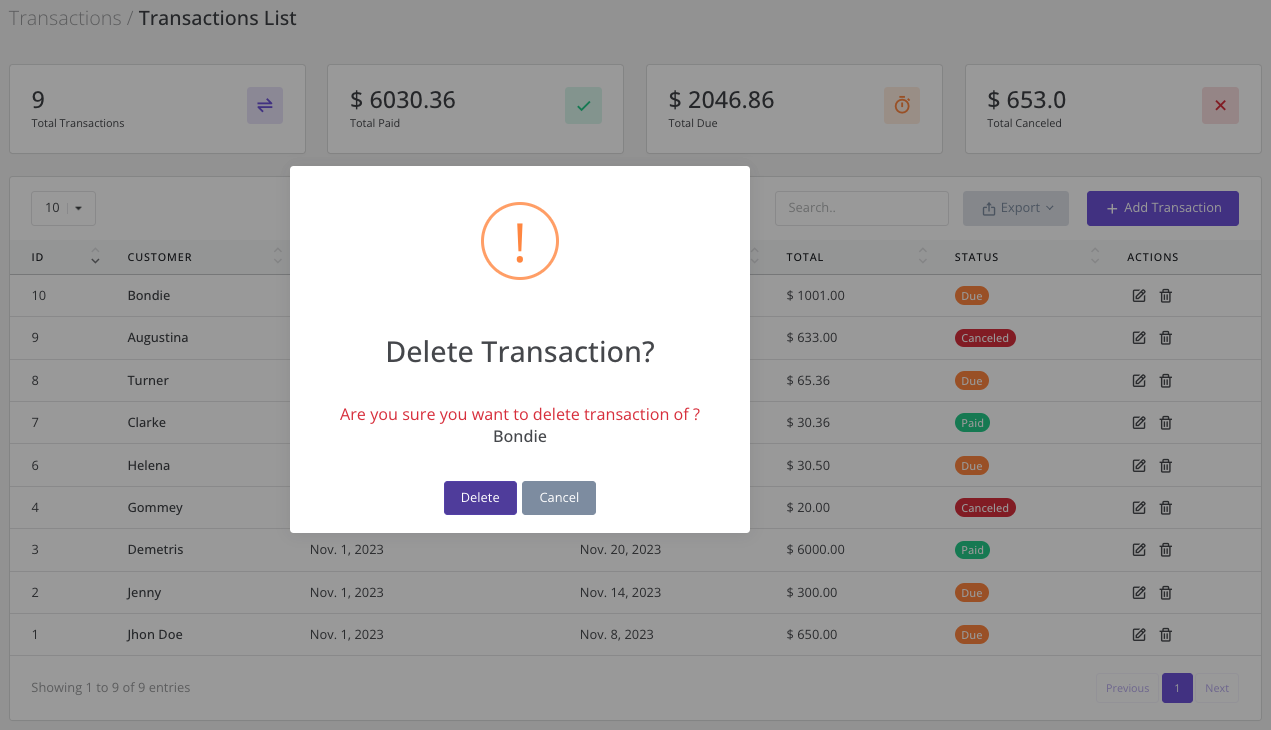 Transactions / Transactions List
9
Total Transactions
$ 6030.36
Total Paid
$ 2046.86
Total Due
$ 653.0
Total Canceled
10
Search..
Export
+ Add Transaction
ID CUSTOMER TOTAL STATUS ACTIONS
10 Bondie $ 1001.00 Due
9 Augustina $ 633.00 Canceled
8 Turner $ 65.36 Due
7 Clarke $ 30.36 Paid
6 Helena $ 30.50 Due
4 Gommey $ 20.00 Canceled
3 Demetris Nov. 1, 2023 Nov. 20, 2023 $ 6000.00 Paid
2 Jenny Nov. 1, 2023 Nov. 14, 2023 $ 300.00 Due
1 Jhon Doe Nov. 1, 2023 Nov. 8, 2023 $ 650.00 Due
Showing 1 to 9 of 9 entries
Previous 1 Next
!
Delete Transaction?
Are you sure you want to delete transaction of ?
Bondie
Delete Cancel